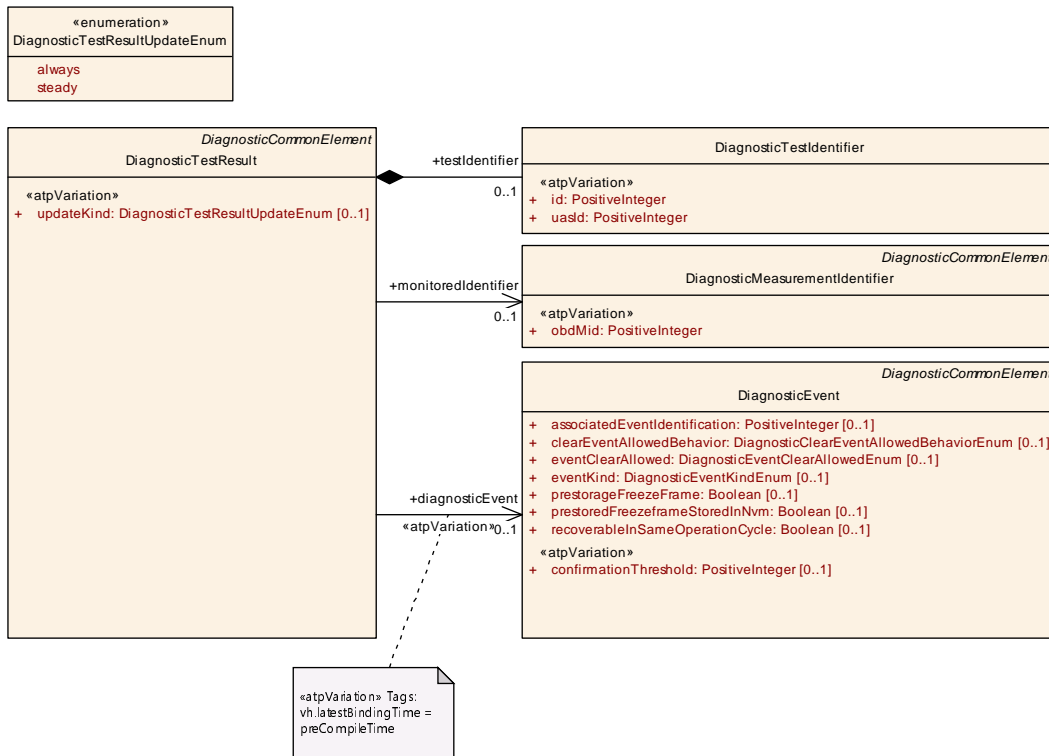 «enumeration»
DiagnosticTestResultUpdateEnum
always
steady
DiagnosticCommonElement
DiagnosticTestResult
«atpVariation»
+ updateKind: DiagnosticTestResultUpdateEnum [0..1]
+testIdentifier
0..1
DiagnosticTestIdentifier
«atpVariation»
+ id: PositiveInteger
+ uasId: PositiveInteger
+monitoredIdentifier
0..1
DiagnosticCommonElement
DiagnosticMeasurementIdentifier
«atpVariation»
+ obdMid: PositiveInteger
DiagnosticCommonElement
DiagnosticEvent
+ associatedEventIdentification: PositiveInteger [0..1]
+ clearEventAllowedBehavior: DiagnosticClearEventAllowedBehaviorEnum [0..1]
+ eventClearAllowed: DiagnosticEventClearAllowedEnum [0..1]
+ eventKind: DiagnosticEventKindEnum [0..1]
+ prestorageFreezeFrame: Boolean [0..1]
+ prestoredFreezeframeStoredInNvm: Boolean [0..1]
+ recoverableInSameOperationCycle: Boolean [0..1]
«atpVariation»
+ confirmationThreshold: PositiveInteger [0..1]
+diagnosticEvent
«atpVariation» 0..1
«atpVariation» Tags:
vh.latestBindingTime =
preCompileTime